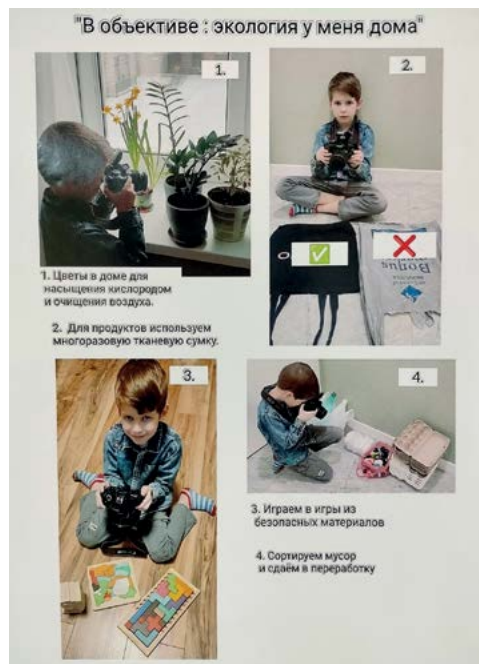 "В объективе : экология у меня дома"
1.
2.
1. Цветы в доме для
насыщения кислородом
и очищения воздуха.
2. Для продуктов используем
многоразовую тканевую сумку.
3.
4.
3. Играем в игры из
безопасных материалов
4. Сортируем мусор
и сдаём в переработку